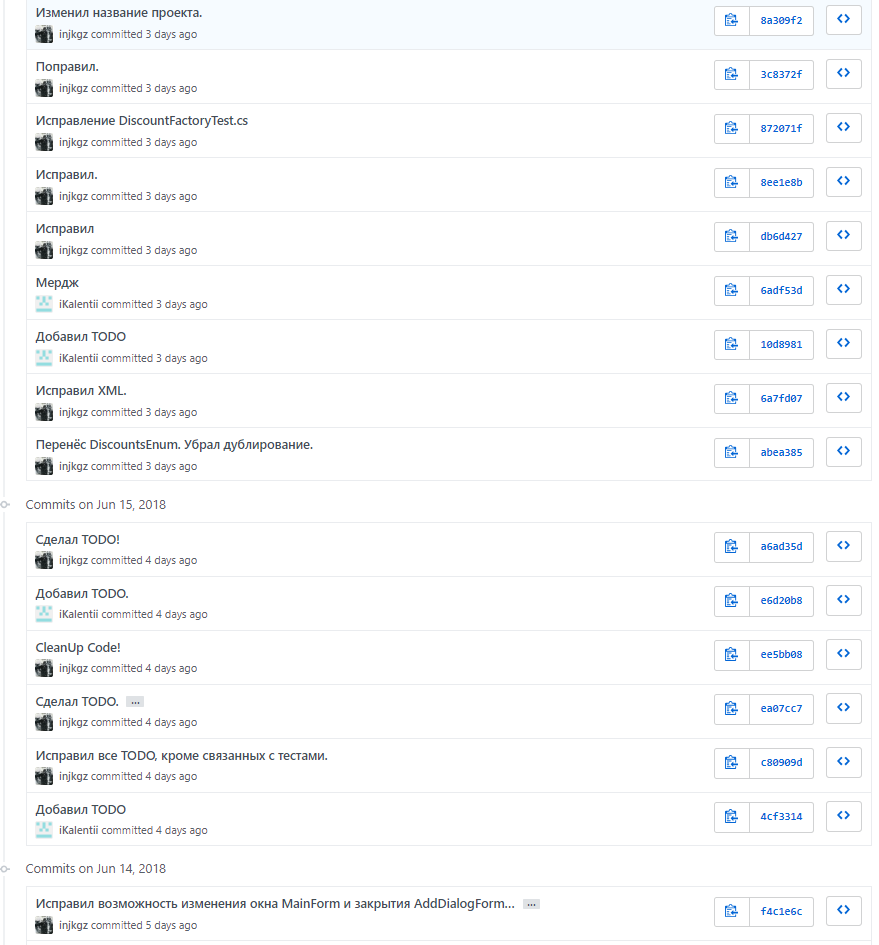 Изменил название проекта.
injkgz committed 3 days ago
8a309f2
Поправил.
injkgz committed 3 days ago
3c8372f
Исправление DiscountFactoryTest.cs
injkgz committed 3 days ago
872071f
Исправил.
injkgz committed 3 days ago
8ee1e8b
Исправил
injkgz committed 3 days ago
db6d427
Мердж
iKalentii committed 3 days ago
6adf53d
Добавил TODO
iKalentii committed 3 days ago
10d8981
Исправил XML.
injkgz committed 3 days ago
6a7fd07
Перенёс DiscountsEnum. Убрал дублирование.
injkgz committed 3 days ago
abea385
Commits on Jun 15, 2018
Сделал TODO!
injkgz committed 4 days ago
a6ad35d
Добавил TODO.
iKalentii committed 4 days ago
e6d20b8
CleanUp Code!
injkgz committed 4 days ago
ee5bb08
Сделал TODO. …
injkgz committed 4 days ago
ea07cc7
Исправил все TODO, кроме связанных с тестами.
injkgz committed 4 days ago
c80909d
Добавил TODO
iKalentii committed 4 days ago
4cf3314
Commits on Jun 14, 2018
Исправил возможность изменения окна MainForm и закрытия AddDialogForm... …
injkgz committed 5 days ago
f4c1e6c